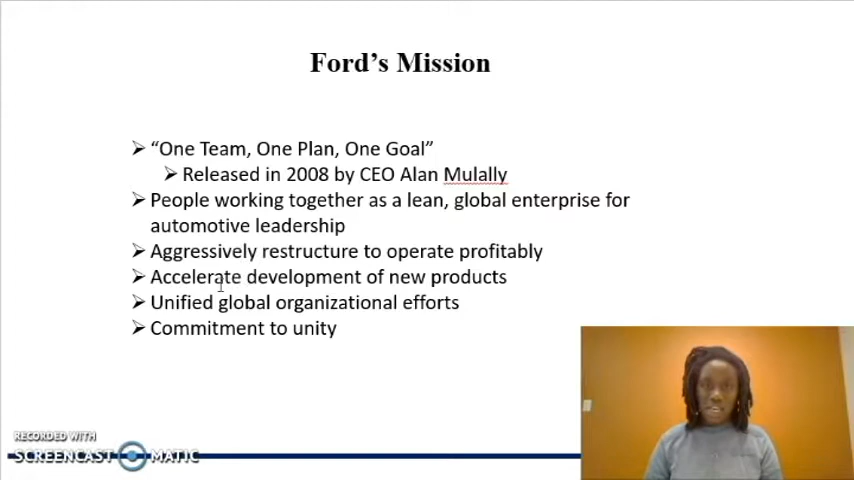 Ford’s Mission
“One Team, One Plan, One Goal”
Released in 2008 by CEO Alan Mulally
People working together as a lean, global enterprise for
automotive leadership
Aggressively restructure to operate profitably
Accelerate development of new products
Unified global organizational efforts
Commitment to unity
RECORDED WITH
SCREENCAST MATIC